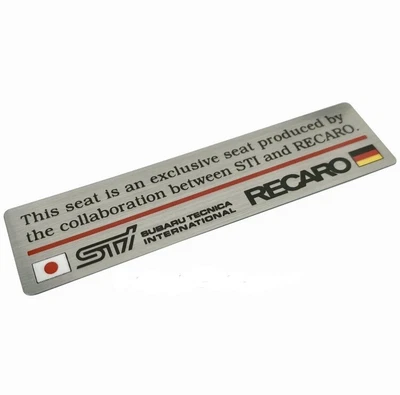 This seat is an exclusive seat produced by
the collaboration between STI and RECARO.
STI SUBARU TECNICA
INTERNATIONAL
RECARO